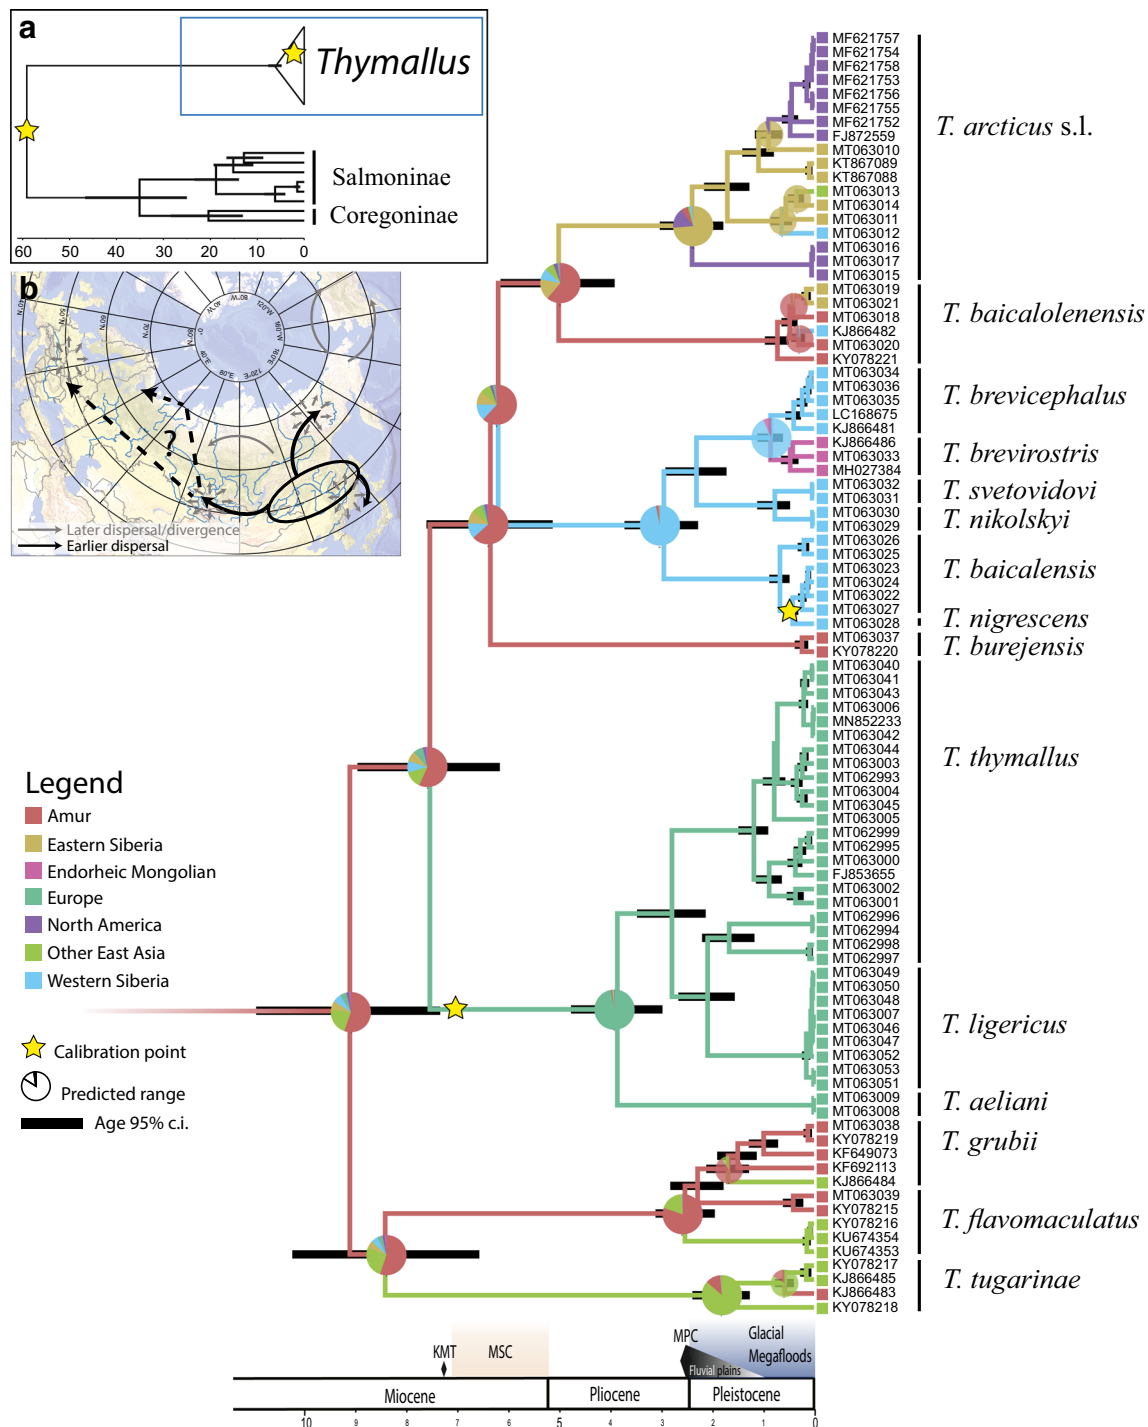 a
Thymallus
Salmoninae
Coregoninae
60 50 40 30 20 10 0
b
?
Later dispersal/divergence
Earlier dispersal
MF621757
MF621754
MF621758
MF621753
MF621756
MF621755
MF621752
FJ872559
MT063010
KT867089
KT867088
MT063013
MT063014
MT063011
MT063012
MT063016
MT063017
MT063015
MT063019
MT063021
MT063018
KJ866482
MT063020
KY078221
MT063034
MT063036
MT063035
LC168675
KJ866481
KJ866486
MT063033
MH027384
MT063032
MT063031
MT063030
MT063029
MT063026
MT063025
MT063023
MT063024
MT063022
MT063027
MT063028
MT063037
KY078220
MT063040
MT063041
MT063043
MT063006
MN852233
MT063042
MT063044
MT063003
MT062993
MT063004
MT063045
MT063005
MT062999
MT062995
MT063000
FJ853655
MT063002
MT063001
MT062996
MT062994
MT062998
MT062997
MT063049
MT063050
MT063048
MT063007
MT063046
MT063047
MT063052
MT063053
MT063051
MT063009
MT063008
MT063038
KY078219
KF649073
KF692113
KJ866484
MT063039
KY078215
KY078216
KU674354
KU674353
KY078217
KJ866485
KJ866483
KY078218
T. arcticus s.l.
T. baicalolenensis
T. brevicephalus
T. brevirostris
T. svetovidovi
T. nikolskyi
T. baicalensis
T. nigrescens
T. burejensis
T. thymallus
T. ligericus
T. aeliani
T. grubii
T. flavomaculatus
T. tugarinae
Legend
Amur
Eastern Siberia
Endorheic Mongolian
Europe
North America
Other East Asia
Western Siberia
Calibration point
Predicted range
Age 95% c.i.
KMT
MSC
MPC
Fluvial plains
Glacial
Megafloods
Miocene
Pliocene
Pleistocene
10 9 8 7 6 5 4 3 2 1 0